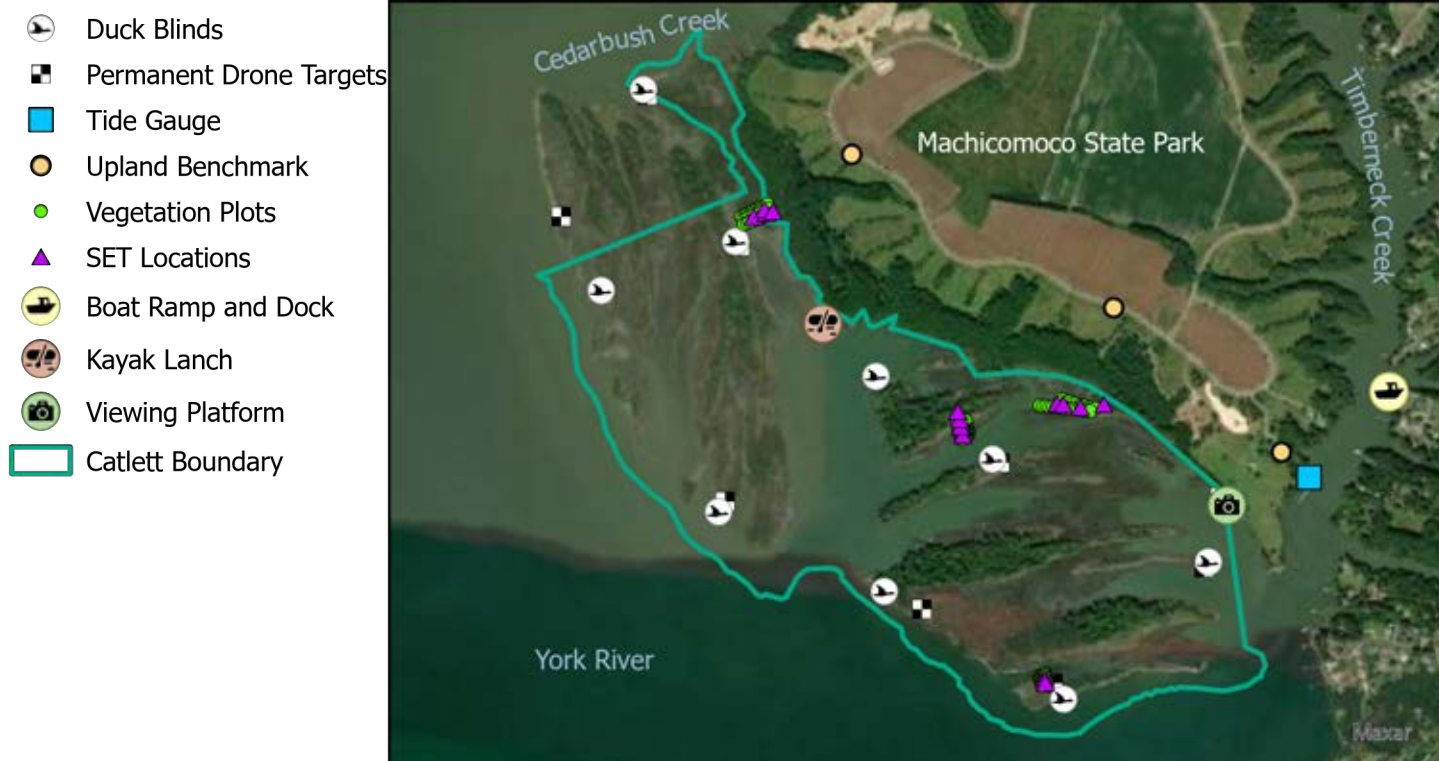 Duck Blinds
Permanent Drone Targets
Tide Gauge
Upland Benchmark
Vegetation Plots
SET Locations
Boat Ramp and Dock
Kayak Lanch
Viewing Platform
Catlett Boundary
Cedarbush Creek
Machicomoco State Park
Timberneck Creek
York River
Maxar